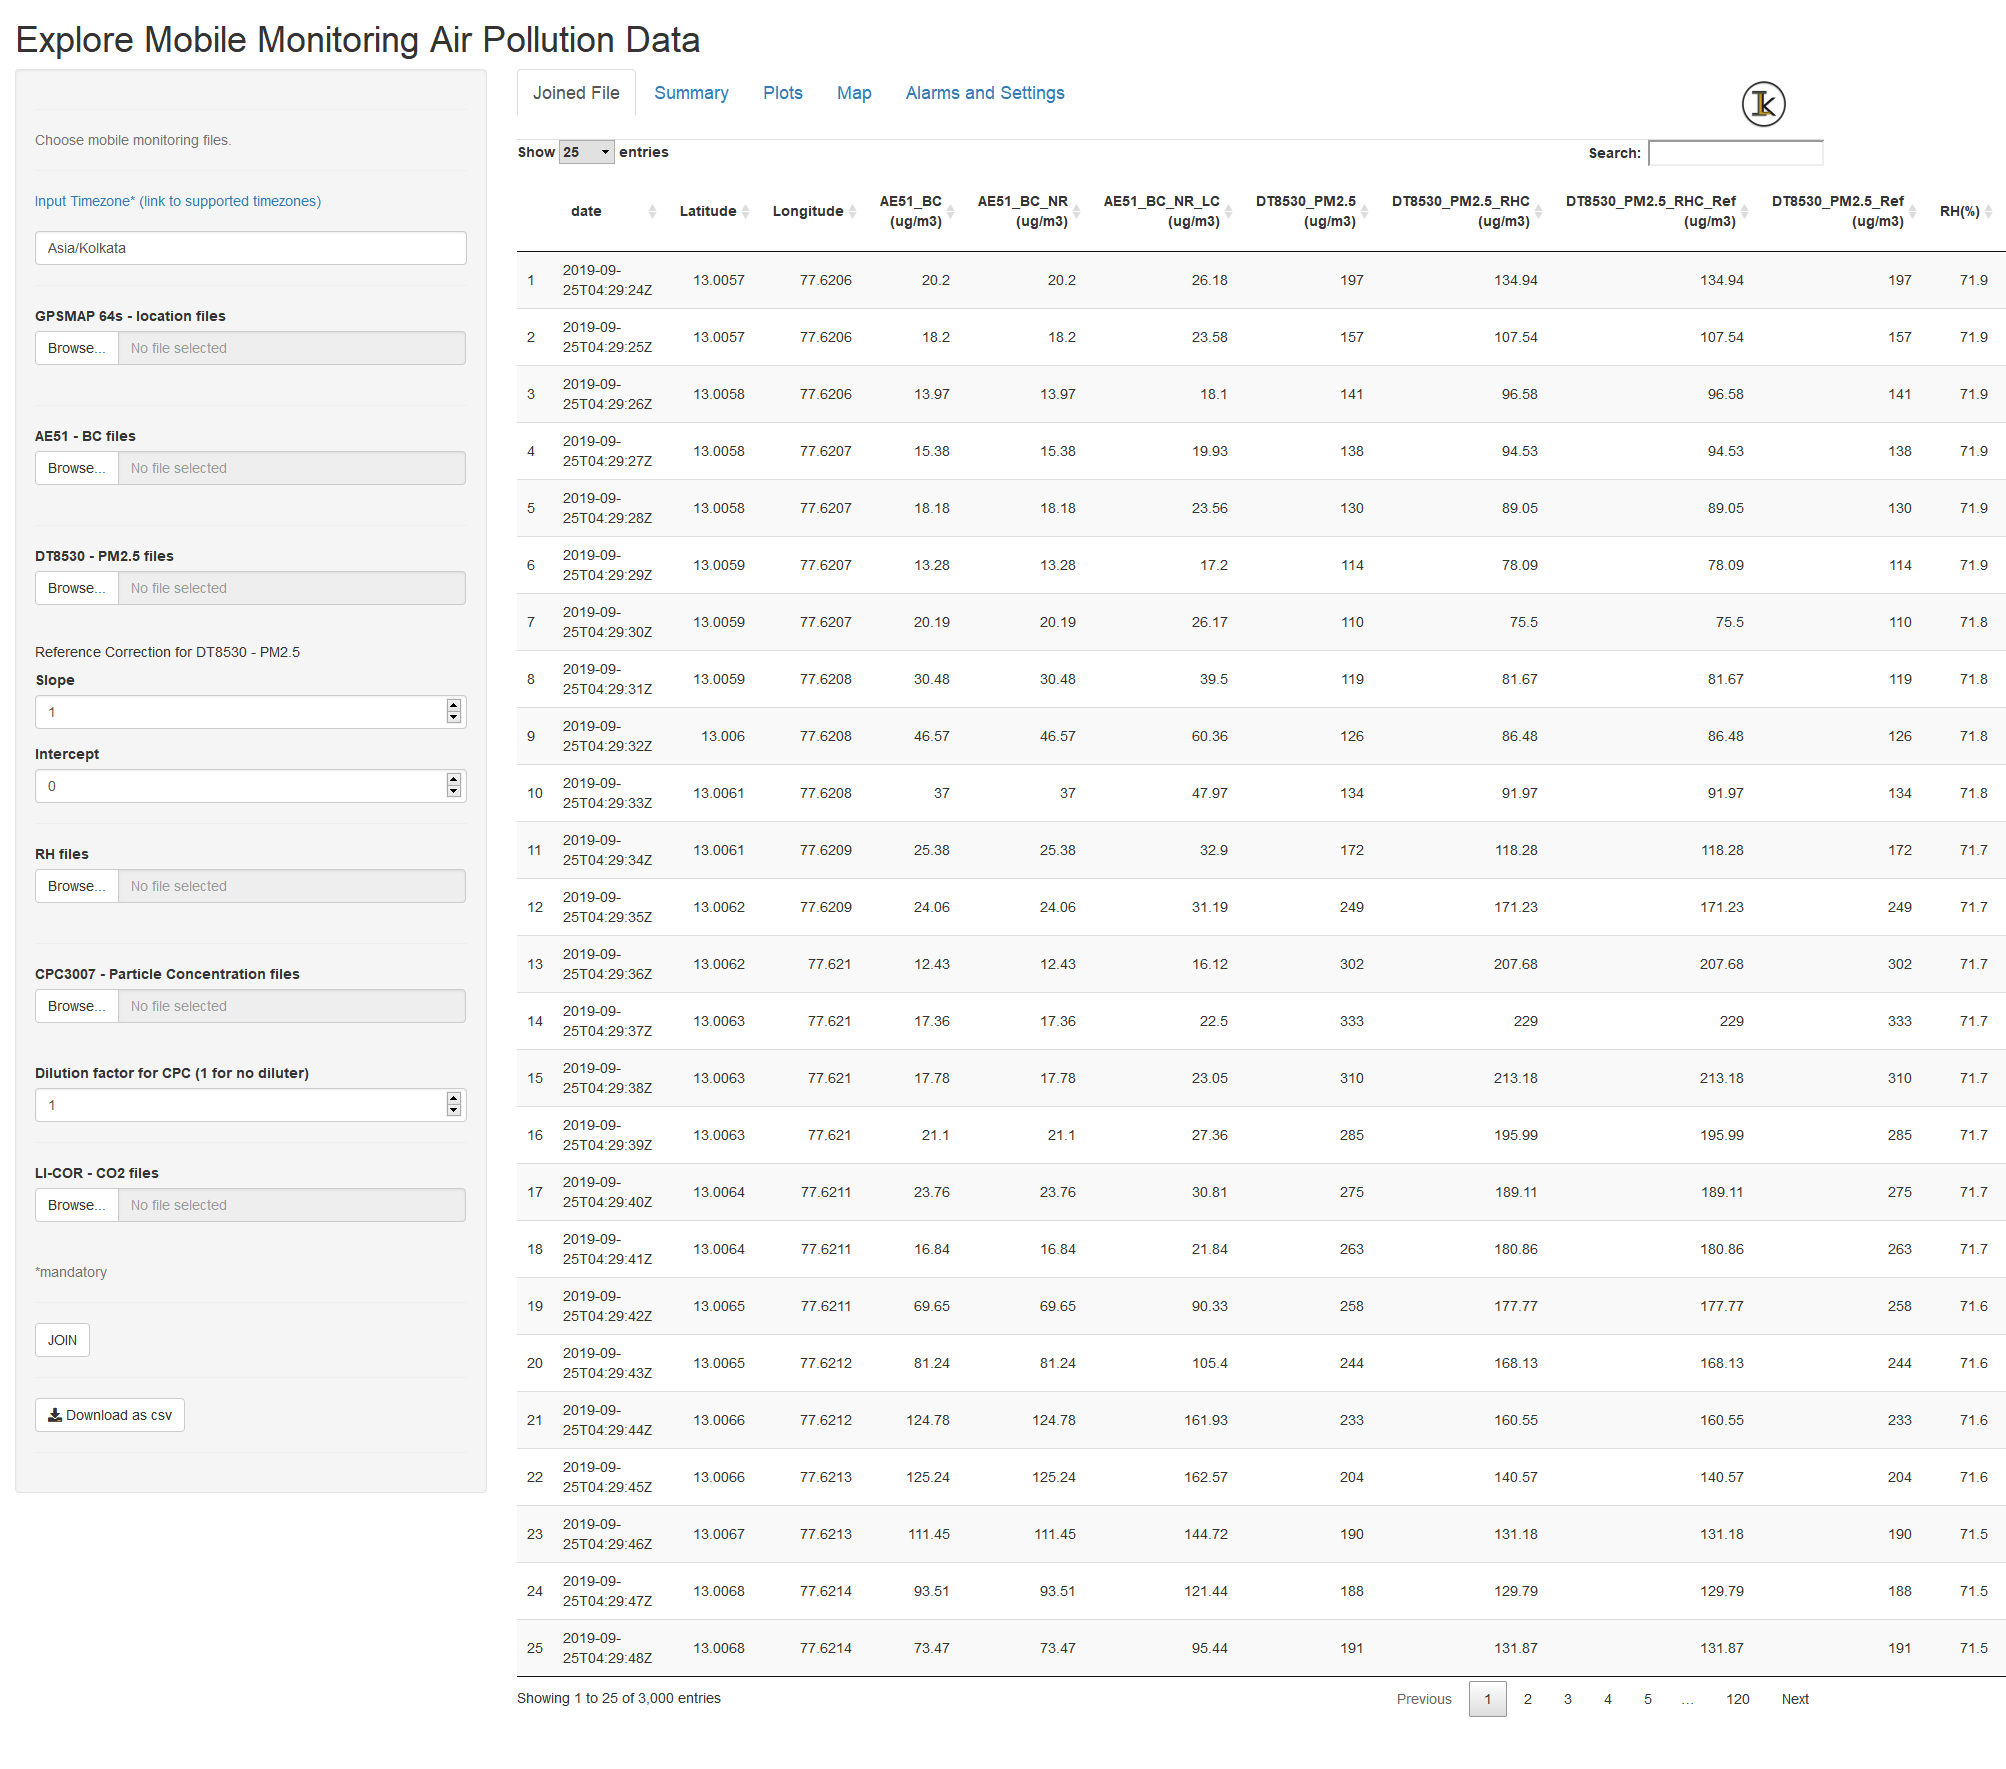 Explore Mobile Monitoring Air Pollution Data
Choose mobile monitoring files.
Input Timezone* (link to supported timezones)
Asia/Kolkata
GPSMAP 64s - location files
Browse... No file selected
AE51 - BC files
Browse... No file selected
DT8530 - PM2.5 files
Browse... No file selected
Reference Correction for DT8530 - PM2.5
Slope
1
Intercept
0
RH files
Browse... No file selected
CPC3007 - Particle Concentration files
Browse... No file selected
Dilution factor for CPC (1 for no diluter)
1
LI-COR - CO2 files
Browse... No file selected
*mandatory
JOIN
Download as csv
Joined File Summary Plots Map Alarms and Settings
Ik
Show 25 entries Search:
date Latitude Longitude AE51_BC (ug/m3) AE51_BC_NR (ug/m3) AE51_BC_NR_LC (ug/m3) DT8530_PM2.5 (ug/m3) DT8530_PM2.5_RHC (ug/m3) DT8530_PM2.5_RHC_Ref (ug/m3) DT8530_PM2.5_Ref (ug/m3) RH(%)
1 2019-09-25T04:29:24Z 13.0057 77.6206 20.2 20.2 26.18 197 134.94 134.94 197 71.9
2 2019-09-25T04:29:25Z 13.0057 77.6206 18.2 18.2 23.58 157 107.54 107.54 157 71.9
3 2019-09-25T04:29:26Z 13.0058 77.6206 13.97 13.97 18.1 141 96.58 96.58 141 71.9
4 2019-09-25T04:29:27Z 13.0058 77.6207 15.38 15.38 19.93 138 94.53 94.53 138 71.9
5 2019-09-25T04:29:28Z 13.0058 77.6207 18.18 18.18 23.56 130 89.05 89.05 130 71.9
6 2019-09-25T04:29:29Z 13.0059 77.6207 13.28 13.28 17.2 114 78.09 78.09 114 71.9
7 2019-09-25T04:29:30Z 13.0059 77.6207 20.19 20.19 26.17 110 75.5 75.5 110 71.8
8 2019-09-25T04:29:31Z 13.0059 77.6208 30.48 30.48 39.5 119 81.67 81.67 119 71.8
9 2019-09-25T04:29:32Z 13.006 77.6208 46.57 46.57 60.36 126 86.48 86.48 126 71.8
10 2019-09-25T04:29:33Z 13.0061 77.6208 37 37 47.97 134 91.97 91.97 134 71.8
11 2019-09-25T04:29:34Z 13.0061 77.6209 25.38 25.38 32.9 172 118.28 118.28 172 71.7
12 2019-09-25T04:29:35Z 13.0062 77.6209 24.06 24.06 31.19 249 171.23 171.23 249 71.7
13 2019-09-25T04:29:36Z 13.0062 77.621 12.43 12.43 16.12 302 207.68 207.68 302 71.7
14 2019-09-25T04:29:37Z 13.0063 77.621 17.36 17.36 22.5 333 229 229 333 71.7
15 2019-09-25T04:29:38Z 13.0063 77.621 17.78 17.78 23.05 310 213.18 213.18 310 71.7
16 2019-09-25T04:29:39Z 13.0063 77.621 21.1 21.1 27.36 285 195.99 195.99 285 71.7
17 2019-09-25T04:29:40Z 13.0064 77.6211 23.76 23.76 30.81 275 189.11 189.11 275 71.7
18 2019-09-25T04:29:41Z 13.0064 77.6211 16.84 16.84 21.84 263 180.86 180.86 263 71.7
19 2019-09-25T04:29:42Z 13.0065 77.6211 69.65 69.65 90.33 258 177.77 177.77 258 71.6
20 2019-09-25T04:29:43Z 13.0065 77.6212 81.24 81.24 105.4 244 168.13 168.13 244 71.6
21 2019-09-25T04:29:44Z 13.0066 77.6212 124.78 124.78 161.93 233 160.55 160.55 233 71.6
22 2019-09-25T04:29:45Z 13.0066 77.6213 125.24 125.24 162.57 204 140.57 140.57 204 71.6
23 2019-09-25T04:29:46Z 13.0067 77.6213 111.45 111.45 144.72 190 131.18 131.18 190 71.5
24 2019-09-25T04:29:47Z 13.0068 77.6214 93.51 93.51 121.44 188 129.79 129.79 188 71.5
25 2019-09-25T04:29:48Z 13.0068 77.6214 73.47 73.47 95.44 191 131.87 131.87 191 71.5
Showing 1 to 25 of 3,000 entries Previous 1 2 3 4 5 … 120 Next